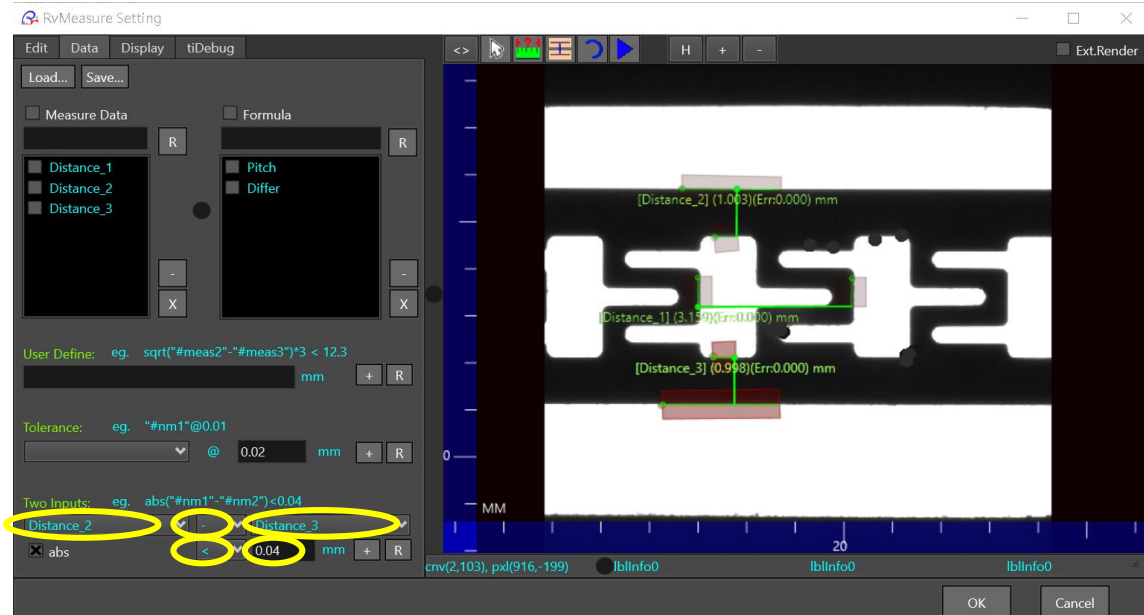 RvMeasure Setting
Edit Data Display tiDebug <> H + - Ext.Render
Load... Save...
Measure Data Formula
R R
Distance_1 Pitch
Distance_2 Differ
Distance_3
[Distance_2] (1.003)(Err:0.000) mm
- -
X X
[Distance_1] (3.159)(Err:0.000) mm
User Define: eg. sqrt("#meas2"-"#meas3")*3 < 12.3
mm + R
[Distance_3] (0.998)(Err:0.000) mm
Tolerance: eg. "#nm1"@0.01
@ 0.02 mm + R
0
Two Inputs: eg. abs("#nm1"-"#nm2")<0.04
MM
Distance_2 - Distance_3
abs < 0.04 mm + R
20
cnv(2,103), pxl(916,-199) lblInfo0 lblInfo0 lblInfo0
OK Cancel